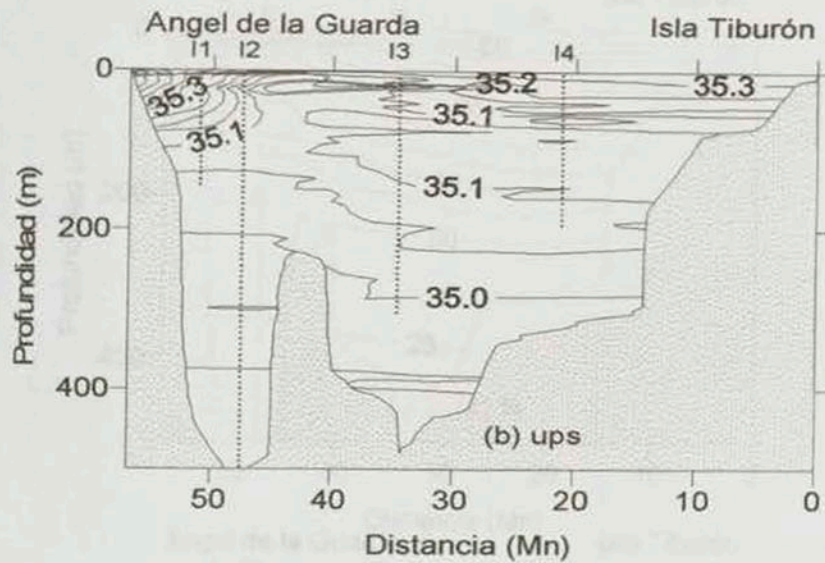 Angel de la Guarda Isla Tiburón
I1 I2 I3 I4
0
35.3 35.2 35.3
35.1 35.1
35.1
200
35.0
400
(b) ups
50 40 30 20 10 0
Profundidad (m)
Distancia (Mn)